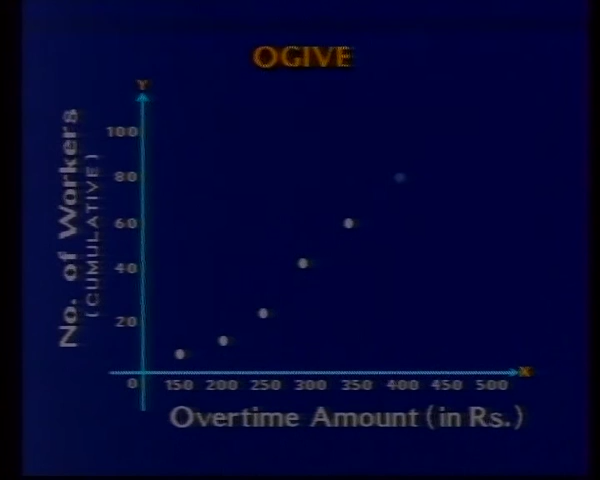 OGIVE
Y
No. of Workers
(CUMULATIVE)
100
80
60
40
20
0 150 200 250 300 350 400 450 500 X
Overtime Amount (in Rs.)